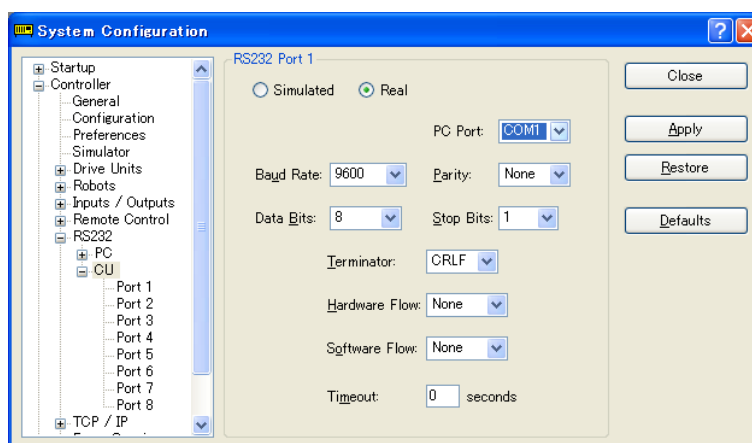 System Configuration
Startup
Controller
General
Configuration
Preferences
Simulator
Drive Units
Robots
Inputs / Outputs
Remote Control
RS232
PC
CU
Port 1
Port 2
Port 3
Port 4
Port 5
Port 6
Port 7
Port 8
TCP / IP
RS232 Port 1
Simulated Real
PC Port: COM1
Baud Rate: 9600 Parity: None
Data Bits: 8 Stop Bits: 1
Terminator: CRLF
Hardware Flow: None
Software Flow: None
Timeout: 0 seconds
Close
Apply
Restore
Defaults